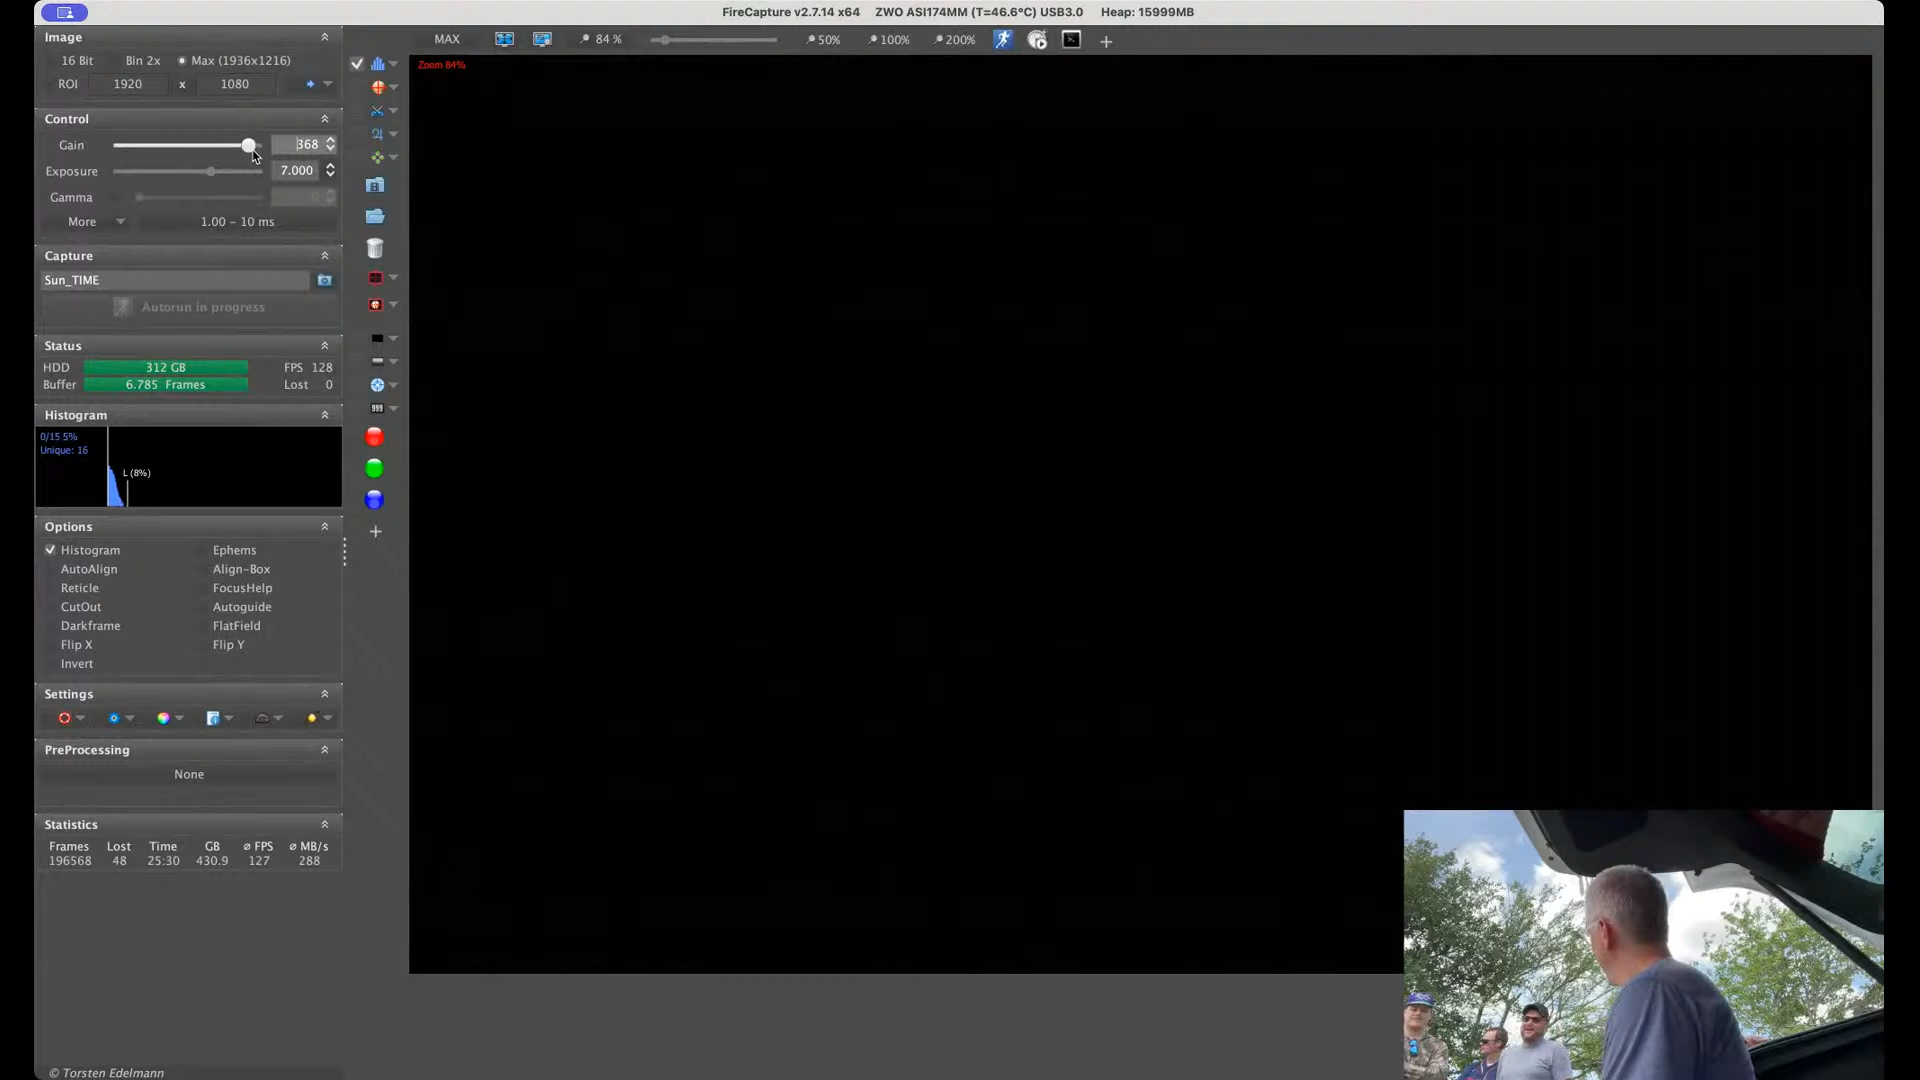 FireCapture v2.7.14 x64 ZWO ASI174MM (T=46.6°C) USB3.0 Heap: 15999MB
Image
MAX 84 % 50% 100% 200%
16 Bit Bin 2x Max (1936x1216)
Zoom 84%
ROI 1920 x 1080
Control
Gain 368
Exposure 7.000
Gamma
More 1.00 – 10 ms
Capture
Sun_TIME
Autorun in progress
Status
HDD 312 GB FPS 128
Buffer 6.785 Frames Lost 0
999
Histogram
0/15 5%
Unique: 16
L (8%)
Options
Histogram Ephems
AutoAlign Align-Box
Reticle FocusHelp
CutOut Autoguide
Darkframe FlatField
Flip X Flip Y
Invert
Settings
PreProcessing
None
Statistics
Frames Lost Time GB ø FPS ø MB/s
196568 48 25:30 430.9 127 288
© Torsten Edelmann